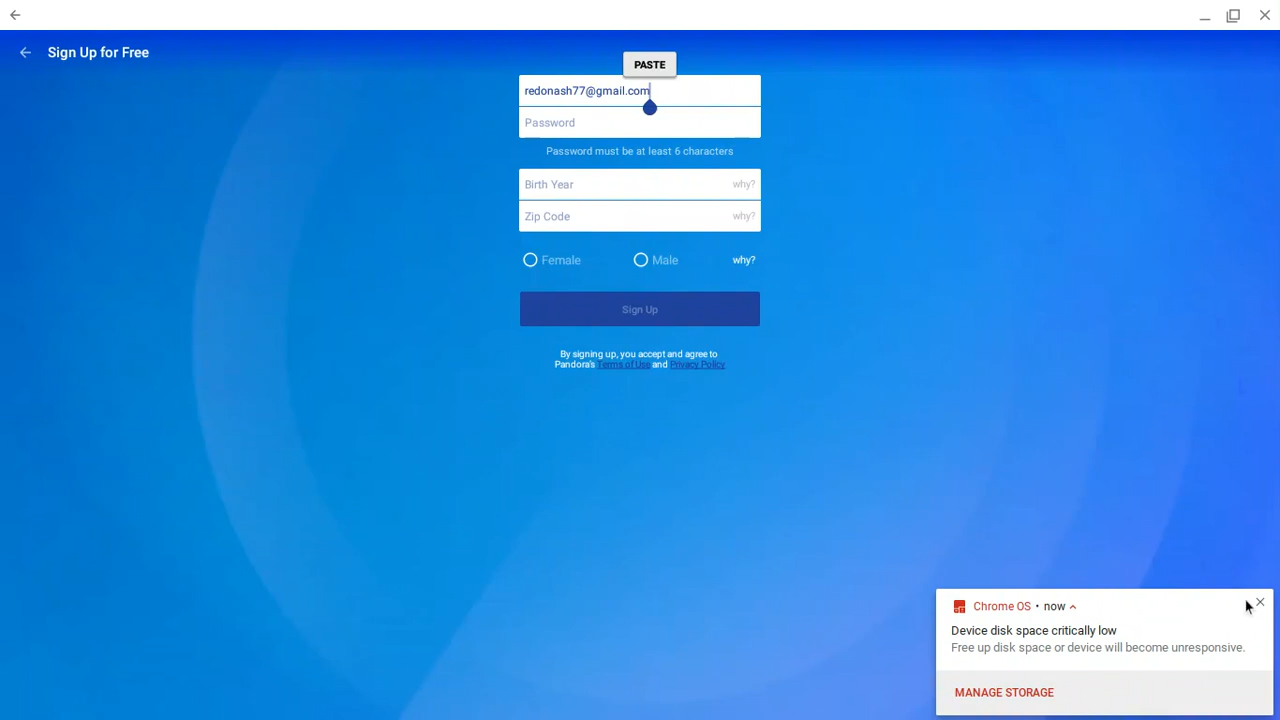 Sign Up for Free
PASTE
redonash77@gmail.com
Password
Password must be at least 6 characters
Birth Year why?
Zip Code why?
Female Male why?
Sign Up
By signing up, you accept and agree to
Pandora's Terms of Use and Privacy Policy
Chrome OS • now
Device disk space critically low
Free up disk space or device will become unresponsive.
MANAGE STORAGE